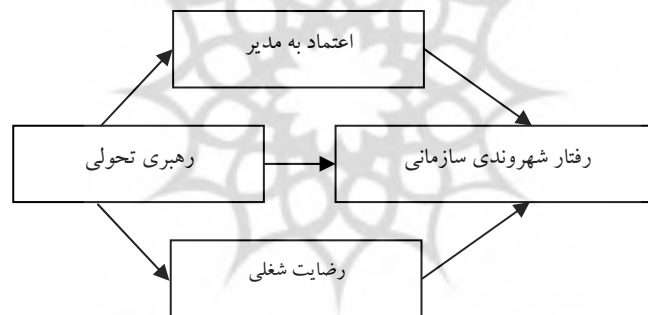 اعتماد به مدیر
رهبری تحولی
رفتار شهروندی سازمانی
رضایت شغلی